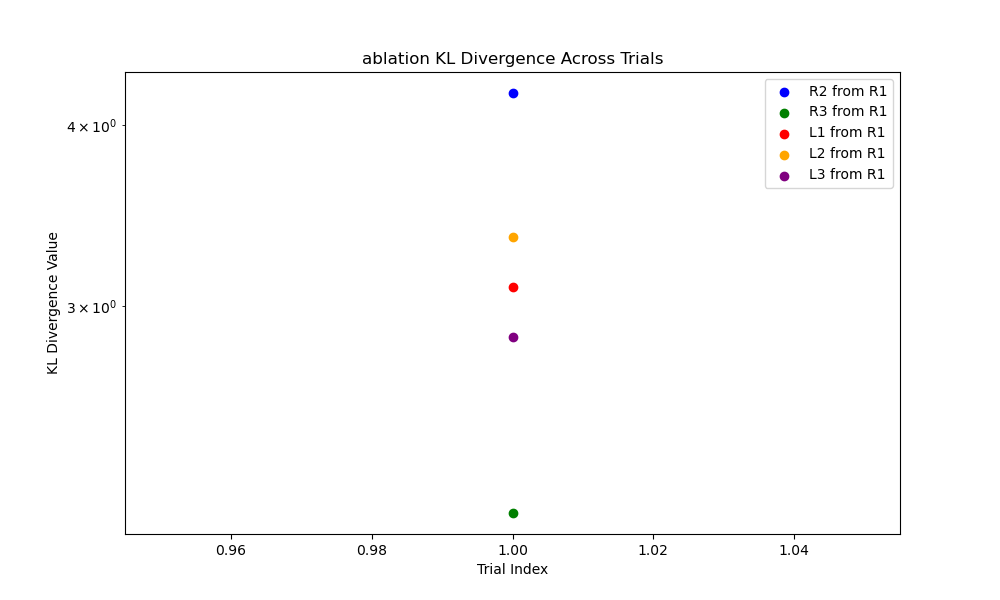 ablation KL Divergence Across Trials
R2 from R1
R3 from R1
L1 from R1
L2 from R1
L3 from R1
KL Divergence Value
4 × 10⁰
3 × 10⁰
0.96 0.98 1.00 1.02 1.04
Trial Index